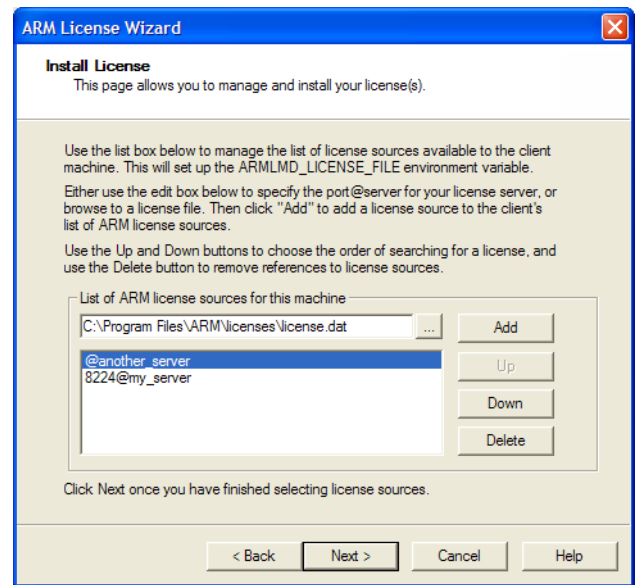 ARM License Wizard
Install License
This page allows you to manage and install your license(s).
Use the list box below to manage the list of license sources available to the client
machine. This will set up the ARMLMD_LICENSE_FILE environment variable.
Either use the edit box below to specify the port@server for your license server, or
browse to a license file. Then click "Add" to add a license source to the client's
list of ARM license sources.
Use the Up and Down buttons to choose the order of searching for a license, and
use the Delete button to remove references to license sources.
List of ARM license sources for this machine
C:\Program Files\ARM\licenses\license.dat ... Add
@another_server
Up
8224@my_server
Down
Delete
Click Next once you have finished selecting license sources.
< Back Next > Cancel Help